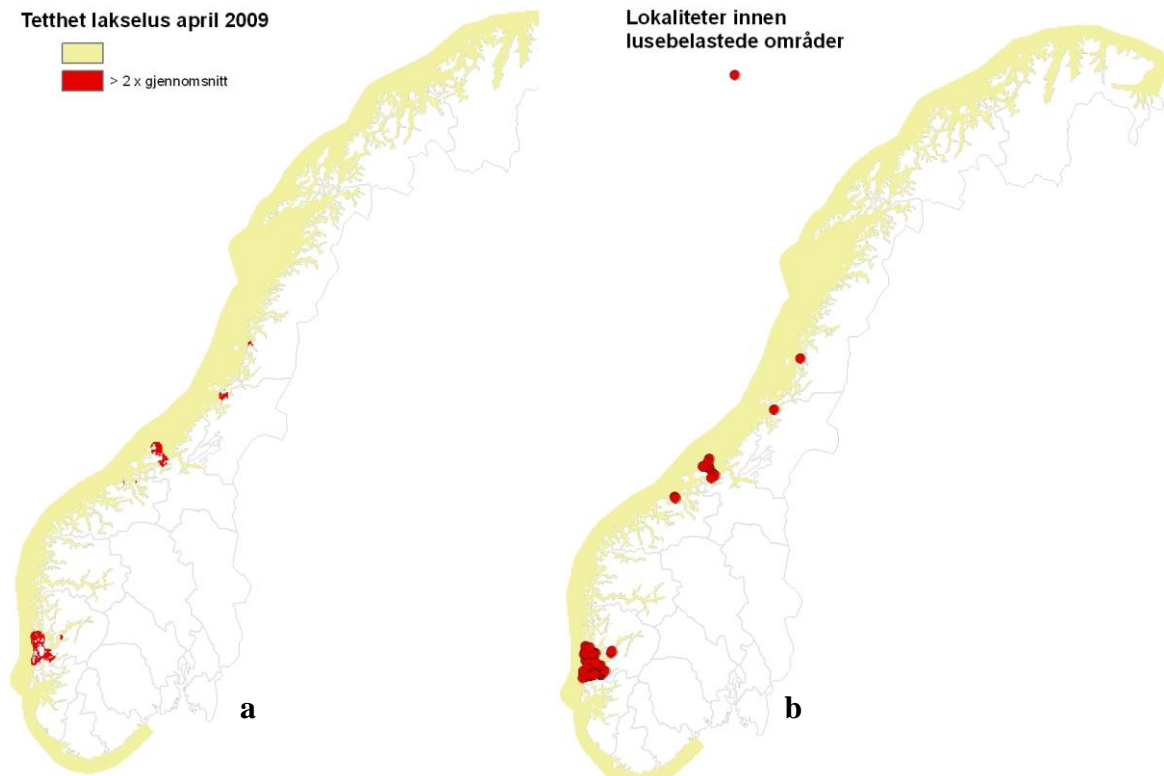 Tetthet lakselus april 2009
> 2 x gjennomsnitt
Lokaliteter innen
lusebelastede områder
a
b